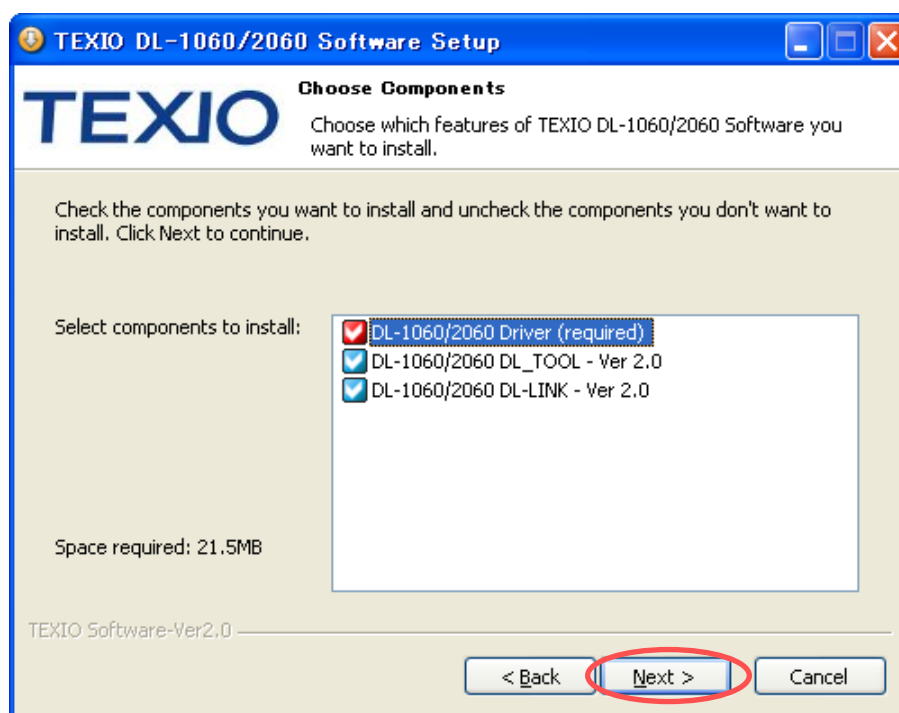 TEXIO DL-1060/2060 Software Setup
TEXIO
Choose Components
Choose which features of TEXIO DL-1060/2060 Software you
want to install.
Check the components you want to install and uncheck the components you don't want to
install. Click Next to continue.
Select components to install:
DL-1060/2060 Driver (required)
DL-1060/2060 DL_TOOL - Ver 2.0
DL-1060/2060 DL-LINK - Ver 2.0
Space required: 21.5MB
TEXIO Software-Ver2.0
< Back
Next >
Cancel